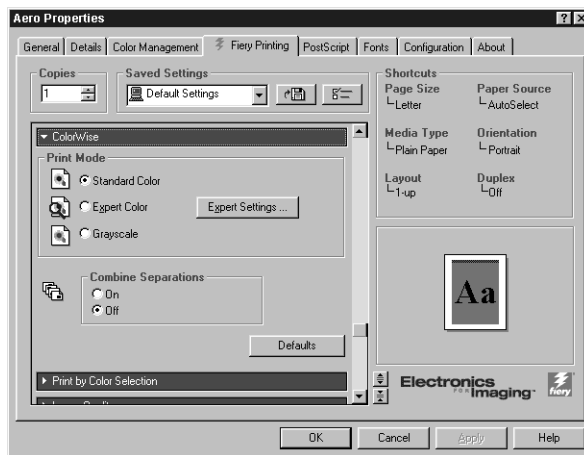 Aero Properties
General Details Color Management Fiery Printing PostScript Fonts Configuration About
Copies
1
Saved Settings
Default Settings
ColorWise
Print Mode
Standard Color
Expert Color
Expert Settings ...
Grayscale
Combine Separations
On
Off
Defaults
Print by Color Selection
Shortcuts
Page Size
Letter
Paper Source
AutoSelect
Media Type
Plain Paper
Orientation
Portrait
Layout
1-up
Duplex
Off
Aa
Electronics
FOR Imaging
fiery
OK Cancel Apply Help